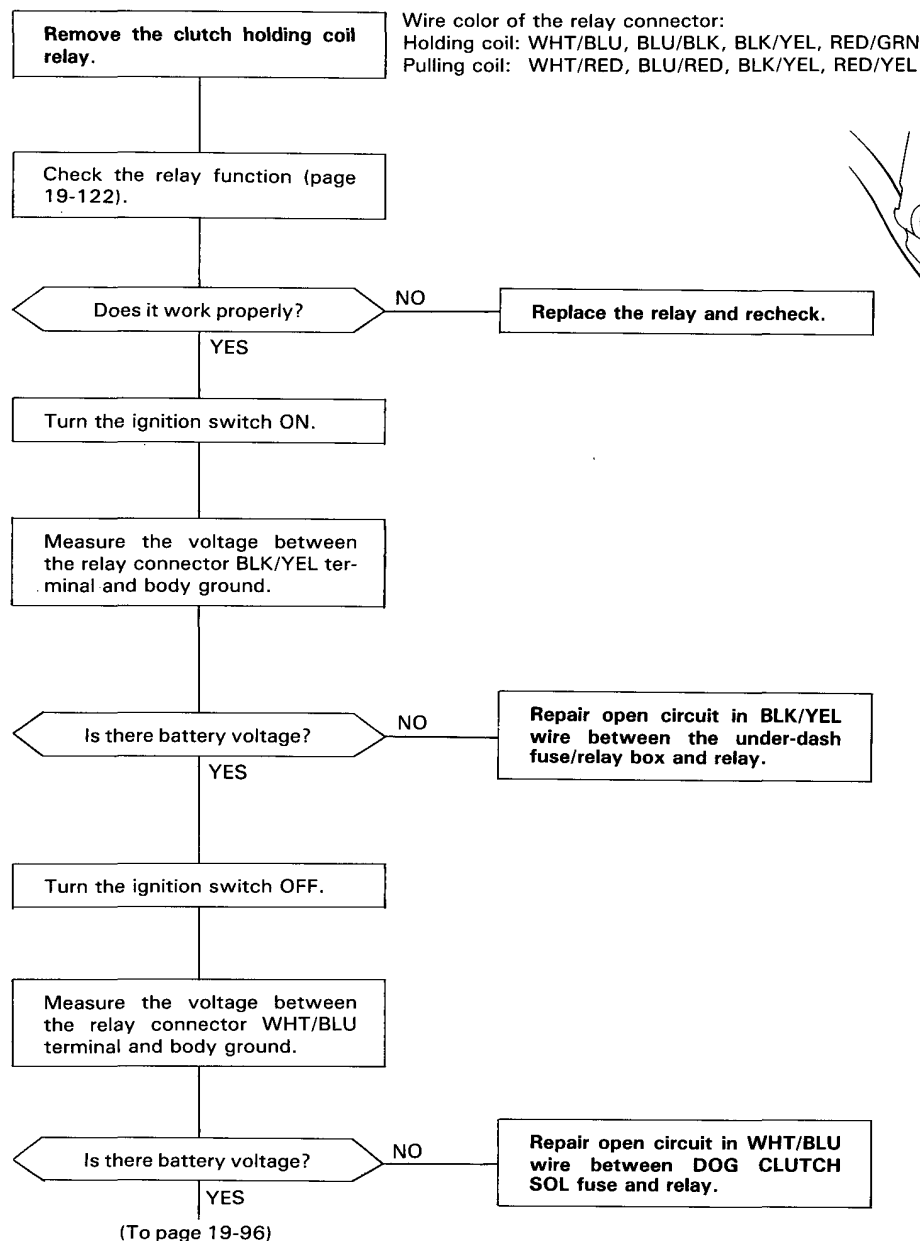 Remove the clutch holding coil
relay.
Wire color of the relay connector:
Holding coil: WHT/BLU, BLU/BLK, BLK/YEL, RED/GRN
Pulling coil: WHT/RED, BLU/RED, BLK/YEL, RED/YEL
Check the relay function (page
19-122).
Does it work properly?
NO
Replace the relay and recheck.
YES
Turn the ignition switch ON.
Measure the voltage between
the relay connector BLK/YEL ter-
minal and body ground.
Is there battery voltage?
NO
Repair open circuit in BLK/YEL
wire between the under-dash
fuse/relay box and relay.
YES
Turn the ignition switch OFF.
Measure the voltage between
the relay connector WHT/BLU
terminal and body ground.
Is there battery voltage?
NO
Repair open circuit in WHT/BLU
wire between DOG CLUTCH
SOL fuse and relay.
YES
(To page 19-96)